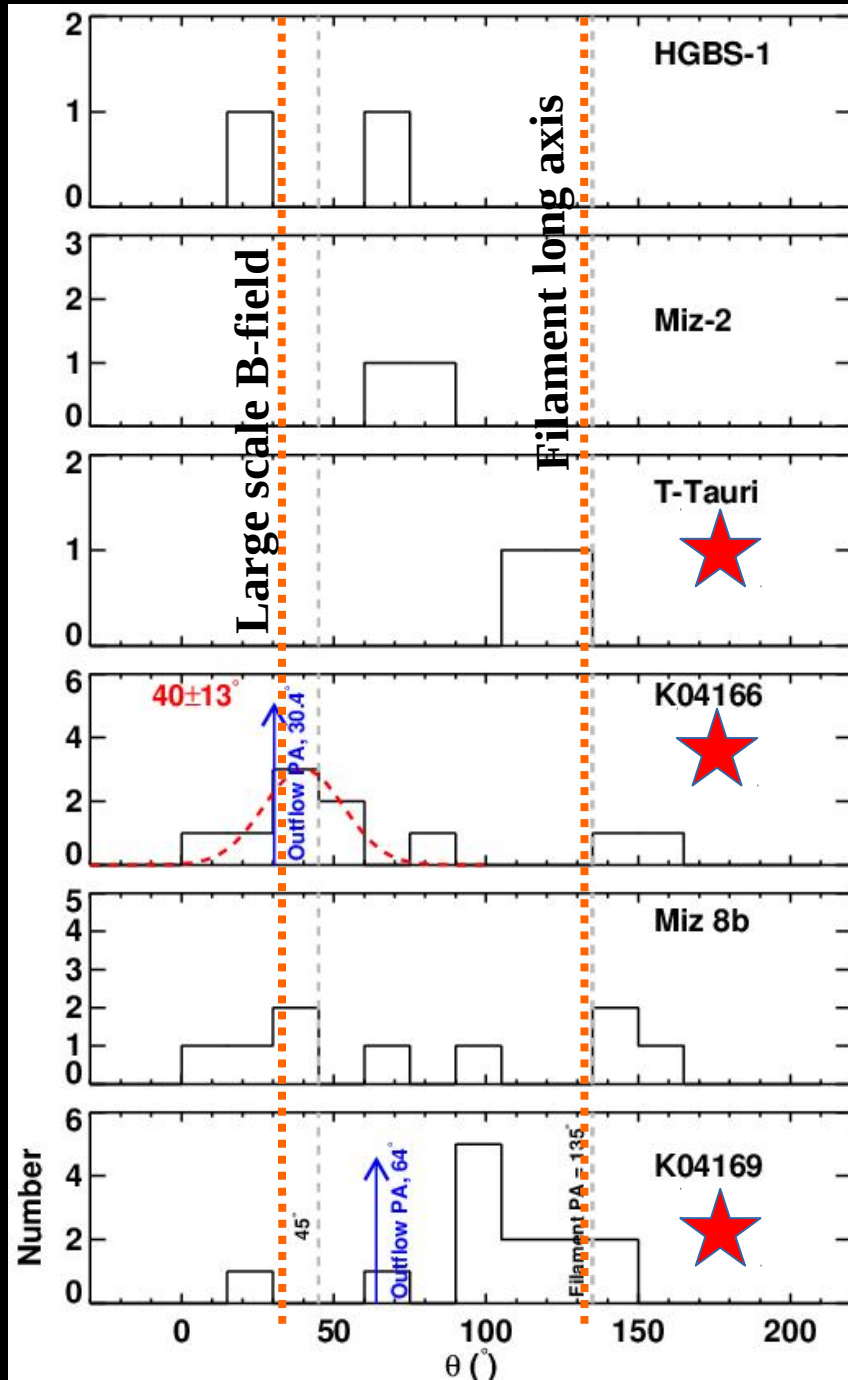 2
1
0
HGBS-1
Large scale B-field
Filament long axis
3
2
1
0
Miz-2
2
1
0
T-Tauri
6
4
2
0
40±13°
Outflow PA, 30.4°
K04166
5
4
3
2
1
0
Miz 8b
6
4
2
0
Number
45°
Outflow PA, 64°
Filament PA = 135°
K04169
0 50 100 150 200
θ (°)